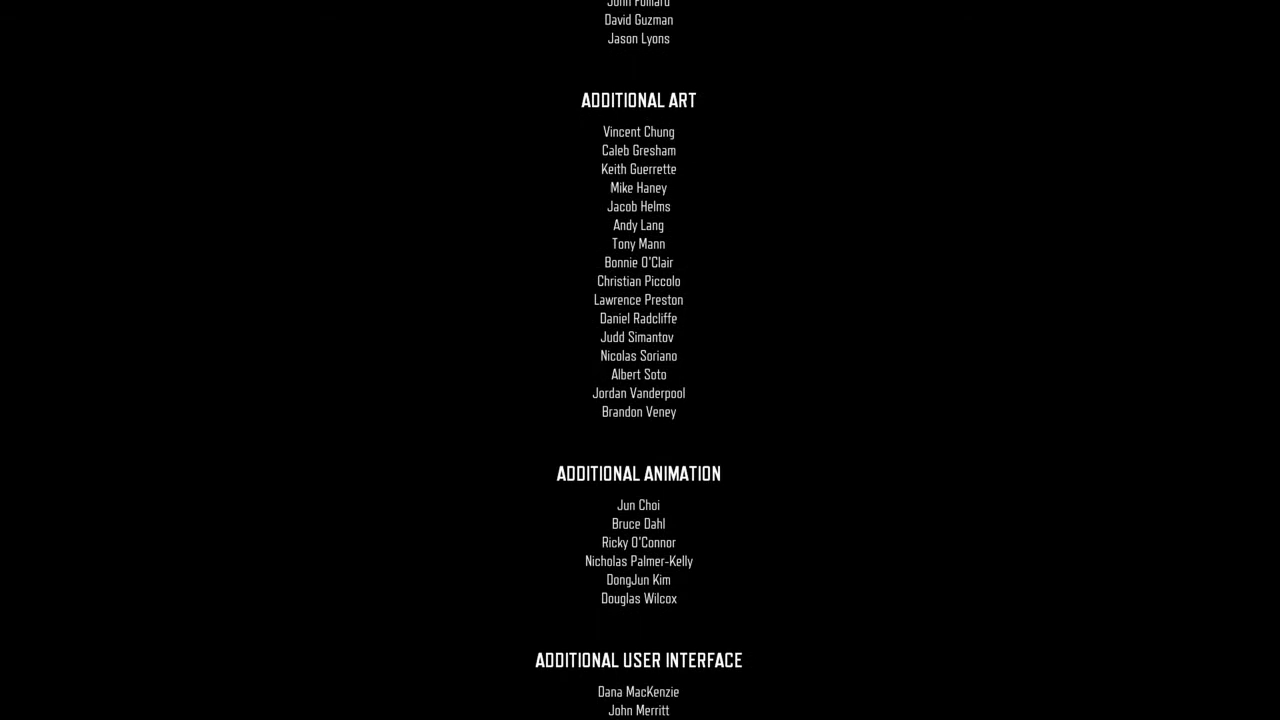 David Guzman
Jason Lyons
ADDITIONAL ART
Vincent Chung
Caleb Gresham
Keith Guerrette
Mike Haney
Jacob Helms
Andy Lang
Tony Mann
Bonnie O'Clair
Christian Piccolo
Lawrence Preston
Daniel Radcliffe
Judd Simantov
Nicolas Soriano
Albert Soto
Jordan Vanderpool
Brandon Veney
ADDITIONAL ANIMATION
Jun Choi
Bruce Dahl
Ricky O'Connor
Nicholas Palmer-Kelly
DongJun Kim
Douglas Wilcox
ADDITIONAL USER INTERFACE
Dana MacKenzie
John Merritt